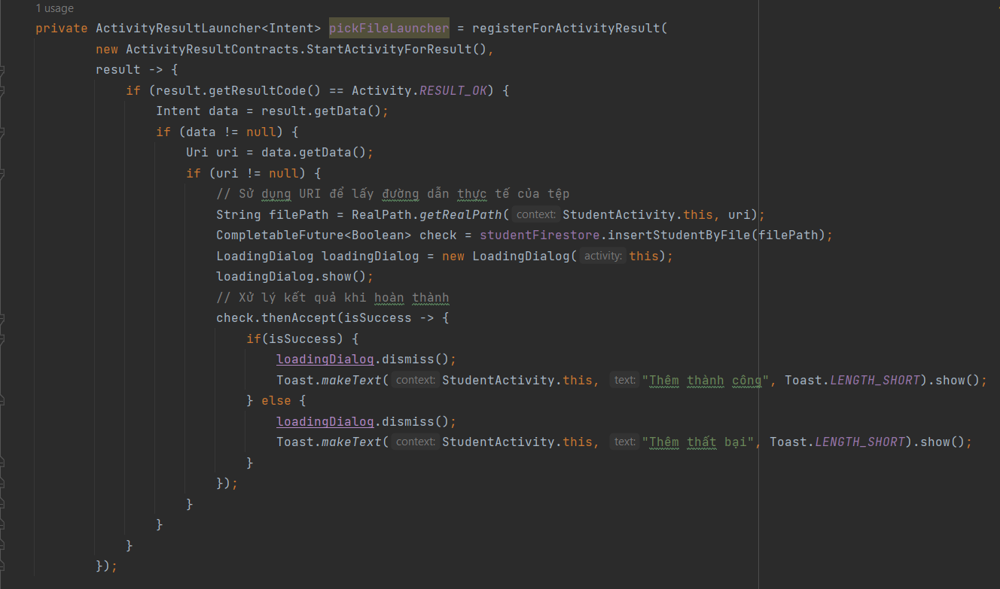 1 usage
private ActivityResultLauncher<Intent> pickFileLauncher = registerForActivityResult(
new ActivityResultContracts.StartActivityForResult(),
result -> {
if (result.getResultCode() == Activity.RESULT_OK) {
Intent data = result.getData();
if (data != null) {
Uri uri = data.getData();
if (uri != null) {
// Sử dụng URI để lấy đường dẫn thực tế của tệp
String filePath = RealPath.getRealPath( context: StudentActivity.this, uri);
CompletableFuture<Boolean> check = studentFirestore.insertStudentByFile(filePath);
LoadingDialog loadingDialog = new LoadingDialog( activity: this);
loadingDialog.show();
// Xử lý kết quả khi hoàn thành
check.thenAccept(isSuccess -> {
if(isSuccess) {
loadingDialog.dismiss();
Toast.makeText( context: StudentActivity.this, text: "Thêm thành công", Toast.LENGTH_SHORT).show();
} else {
loadingDialog.dismiss();
Toast.makeText( context: StudentActivity.this, text: "Thêm thất bại", Toast.LENGTH_SHORT).show();
}
});
}
}
}
});